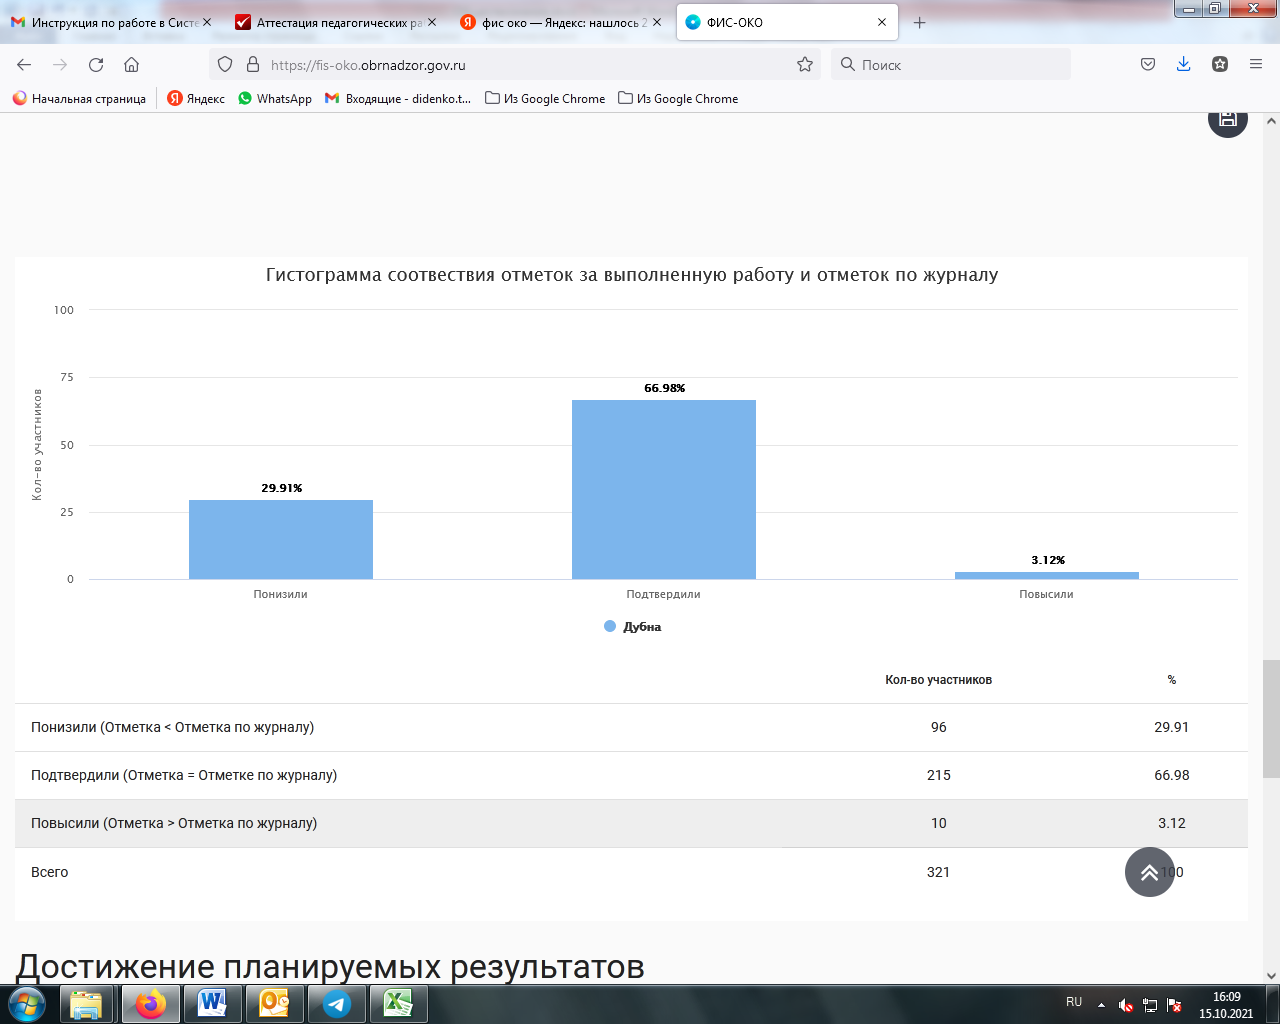 Инструкция по работе в Систе
Аттестация педагогических ра
фис око — Яндекс: нашлось 2
ФИС-ОКО
https://fis-oko.obrnadzor.gov.ru
Поиск
Начальная страница
Яндекс
WhatsApp
Входящие - didenko.t...
Из Google Chrome
Из Google Chrome
Гистограмма соотвествия отметок за выполненную работу и отметок по журналу
Кол-во участников
100
75
50
25
0
29.91%
66.98%
3.12%
Понизили
Подтвердили
Повысили
Дубна
Кол-во участников %
Понизили (Отметка < Отметка по журналу) 96 29.91
Подтвердили (Отметка = Отметке по журналу) 215 66.98
Повысили (Отметка > Отметка по журналу) 10 3.12
Всего 321 100
Достижение планируемых результатов
RU
16:09
15.10.2021